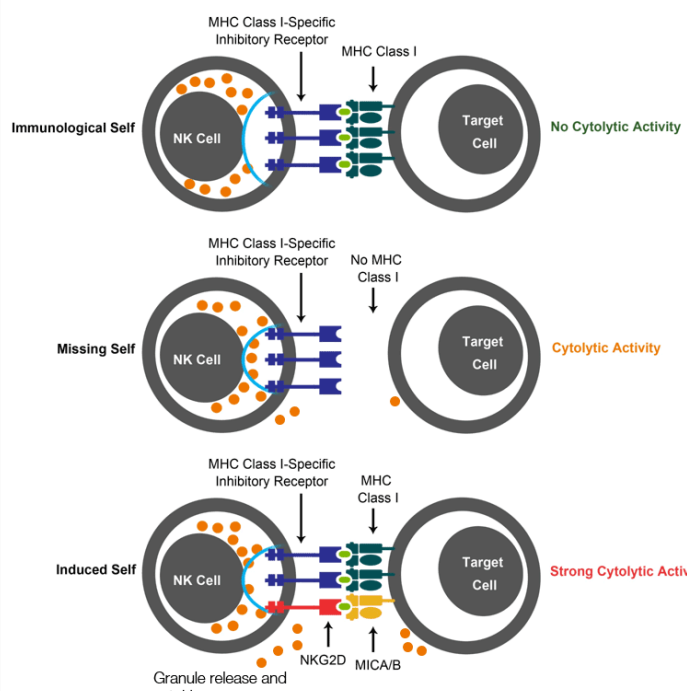 MHC Class I-Specific
Inhibitory Receptor
MHC Class I
Immunological Self
NK Cell
Target
Cell
No Cytolytic Activity
MHC Class I-Specific
Inhibitory Receptor
No MHC
Class I
Missing Self
NK Cell
Target
Cell
Cytolytic Activity
MHC Class I-Specific
Inhibitory Receptor
MHC
Class I
Induced Self
NK Cell
Target
Cell
Strong Cytolytic
NKG2D
MICA/B
Granule release and